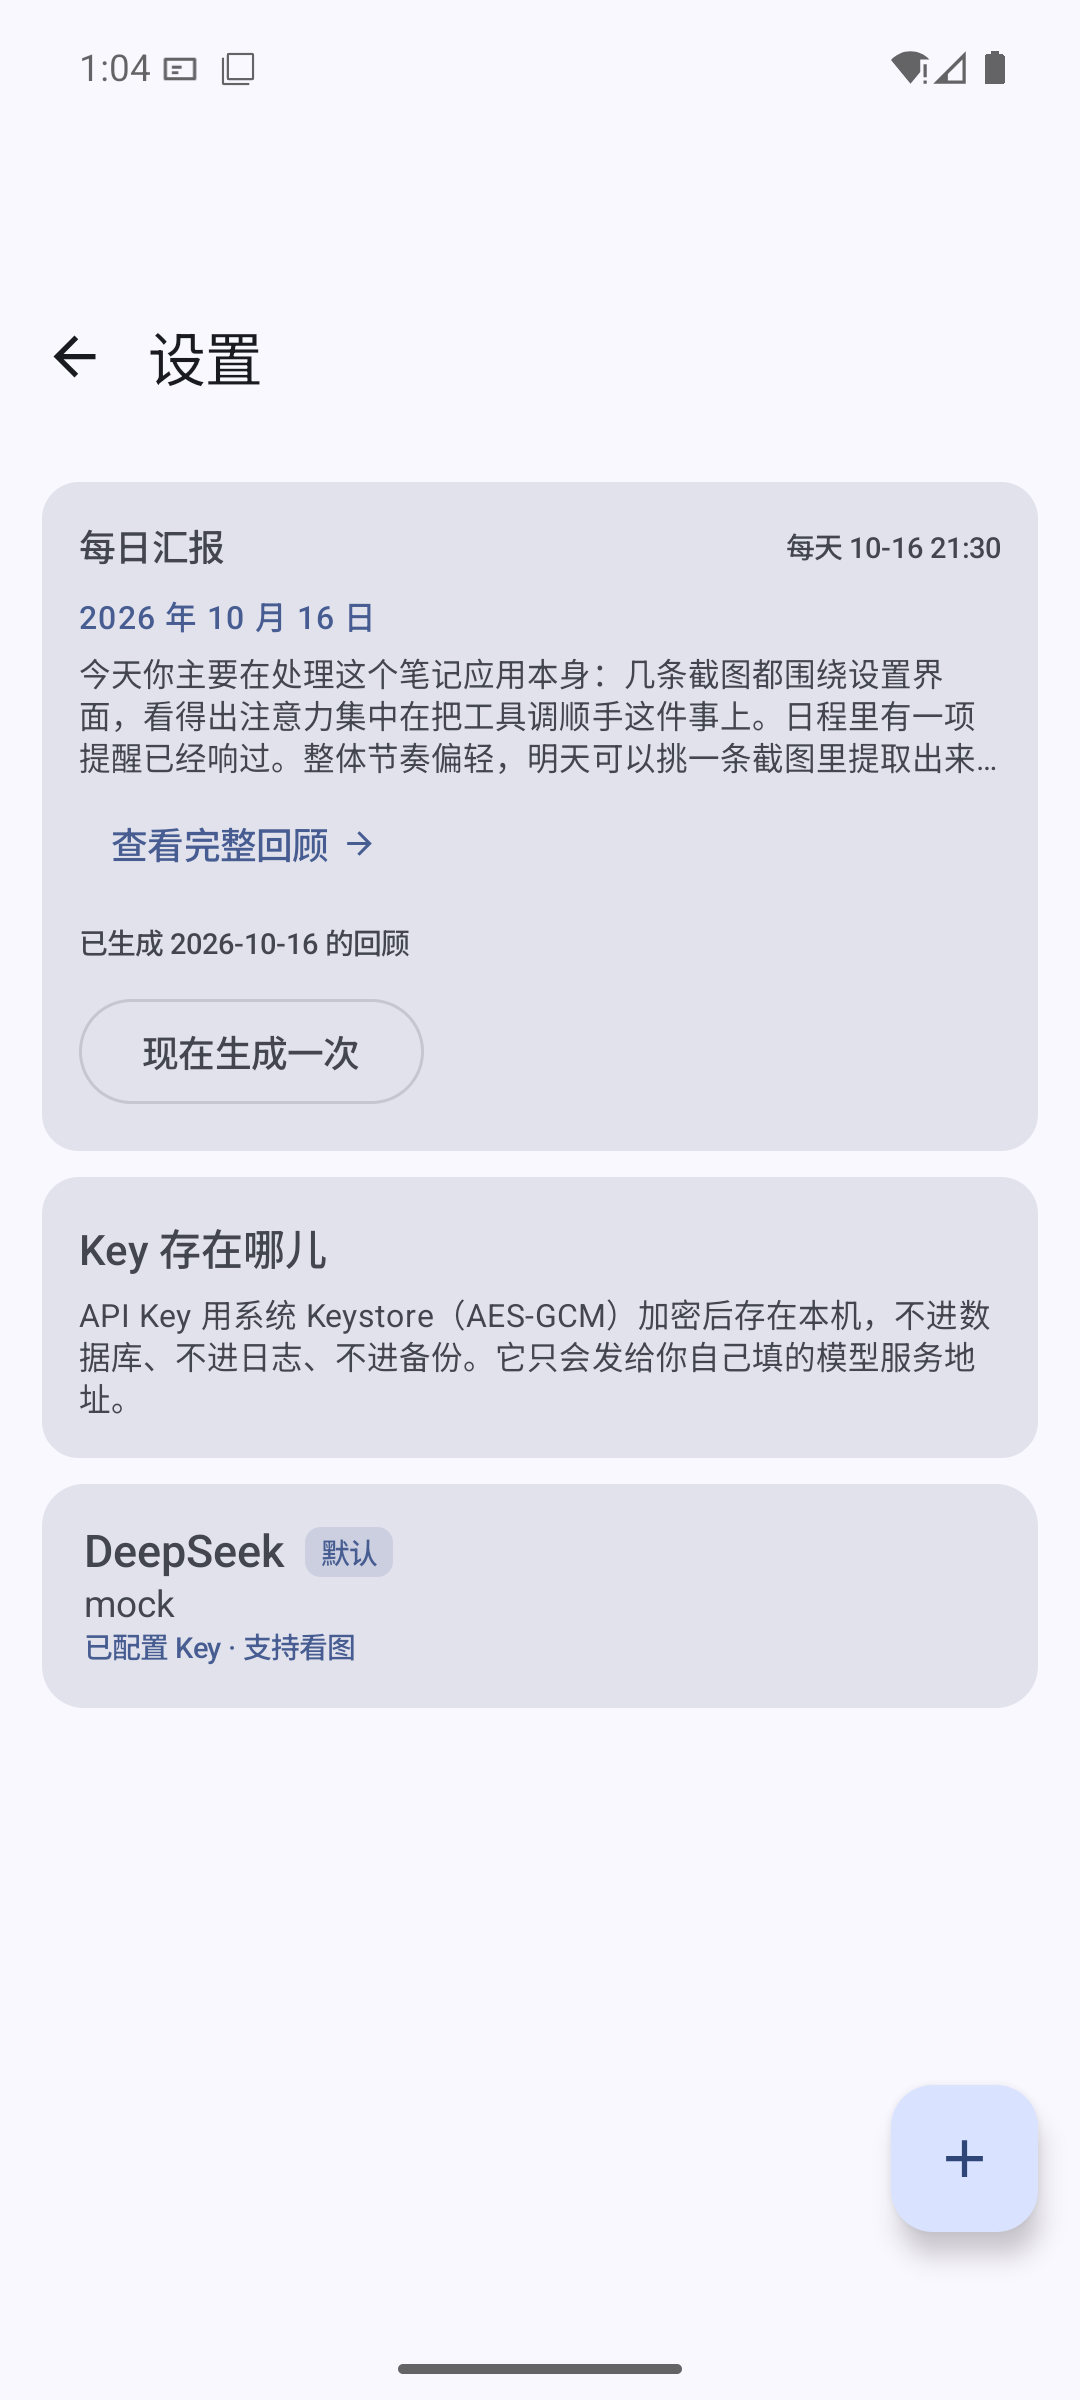 1:04
设置
每日汇报
每天 10-16 21:30
2026 年 10 月 16 日
今天你主要在处理这个笔记应用本身：几条截图都围绕设置界
面，看得出注意力集中在把工具调顺手这件事上。日程里有一项
提醒已经响过。整体节奏偏轻，明天可以挑一条截图里提取出来…
查看完整回顾
已生成 2026-10-16 的回顾
现在生成一次
Key 存在哪儿
API Key 用系统 Keystore（AES-GCM）加密后存在本机，不进数
据库、不进日志、不进备份。它只会发给你自己填的模型服务地
址。
DeepSeek 默认
mock
已配置 Key · 支持看图